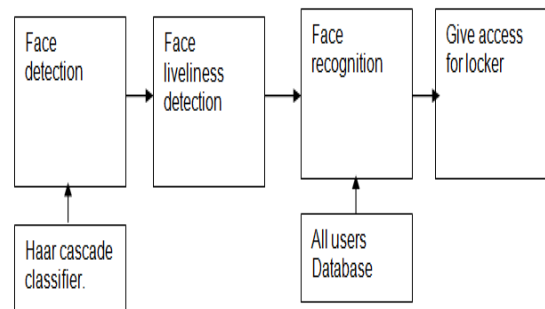 Face
detection
Face
liveliness
detection
Face
recognition
Give access
for locker
Haar cascade
classifier.
All users
Database